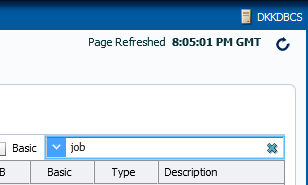 DKKDBCS
Page Refreshed 8:05:01 PM GMT
Basic job
B Basic Type Description